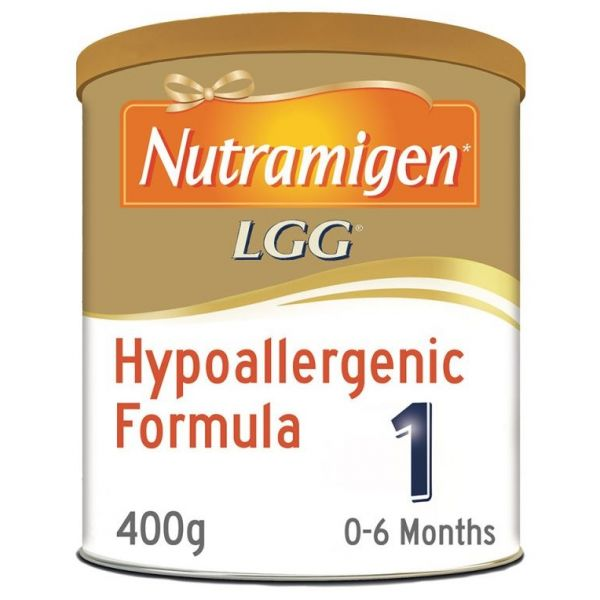 Nutramigen*
LGG®
Hypoallergenic
Formula
1
400g
0-6 Months